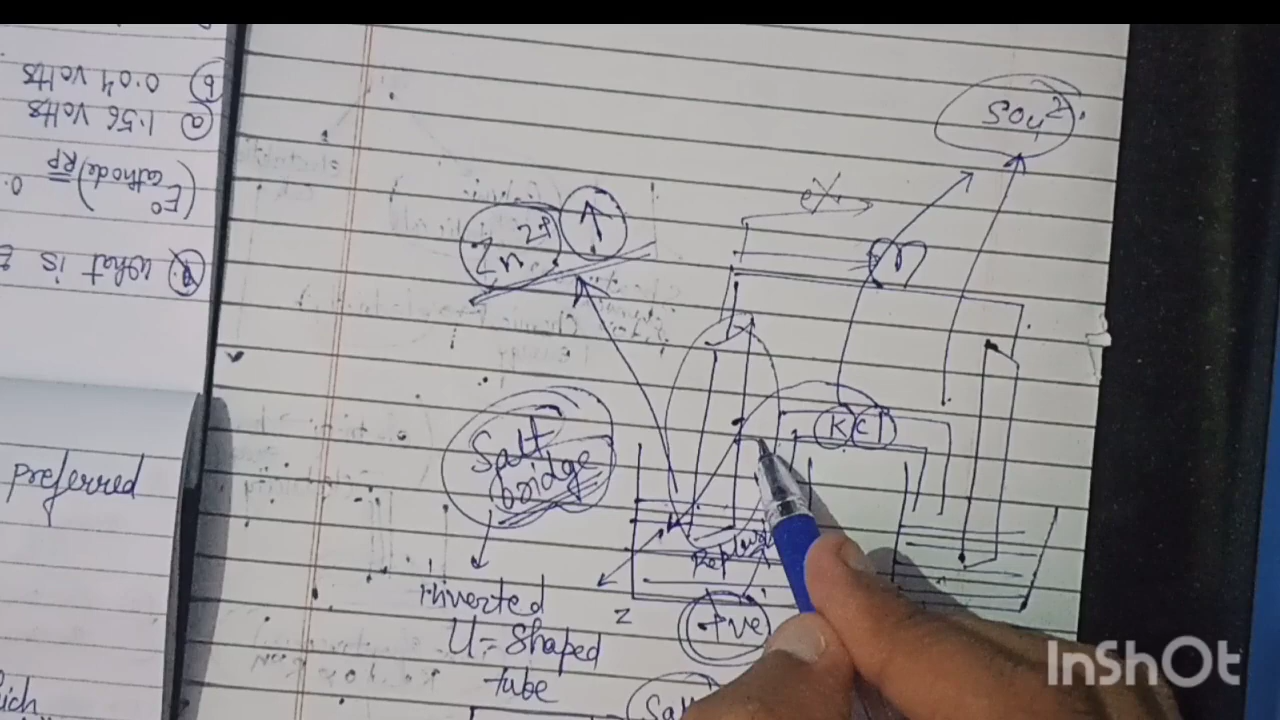 SO4 2-
Zn 2+ ↑
KCl
Salt
bridge
inverted
U-Shaped
tube
+ve
Z
preferred
ⓑ 0.04 volts
ⓐ 1.56 volts
(E° cathode)RP = 0.
Q. What is
InShOt